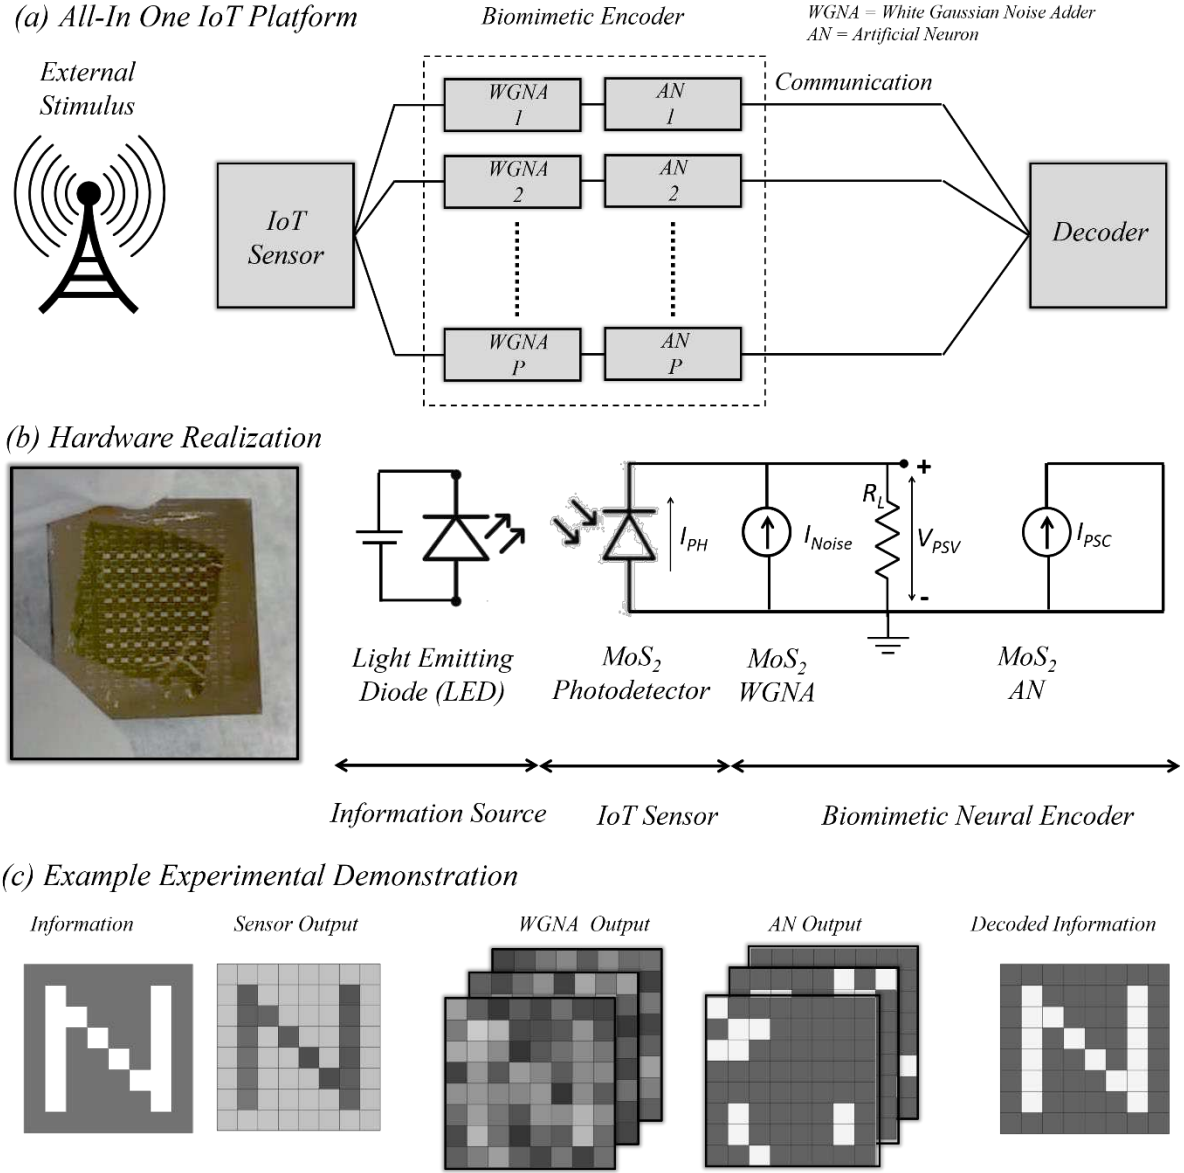 (a) All-In One IoT Platform
Biomimetic Encoder
WGNA = White Gaussian Noise Adder
AN = Artificial Neuron
External
Stimulus
Communication
WGNA
1
AN
1
WGNA
2
AN
2
IoT
Sensor
Decoder
WGNA
P
AN
P
(b) Hardware Realization
+
R_L
I_PH
I_Noise
V_PSV
I_PSC
-
Light Emitting
Diode (LED)
MoS_2
Photodetector
MoS_2
WGNA
MoS_2
AN
Information Source
IoT Sensor
Biomimetic Neural Encoder
(c) Example Experimental Demonstration
Information
Sensor Output
WGNA Output
AN Output
Decoded Information
N
N
N